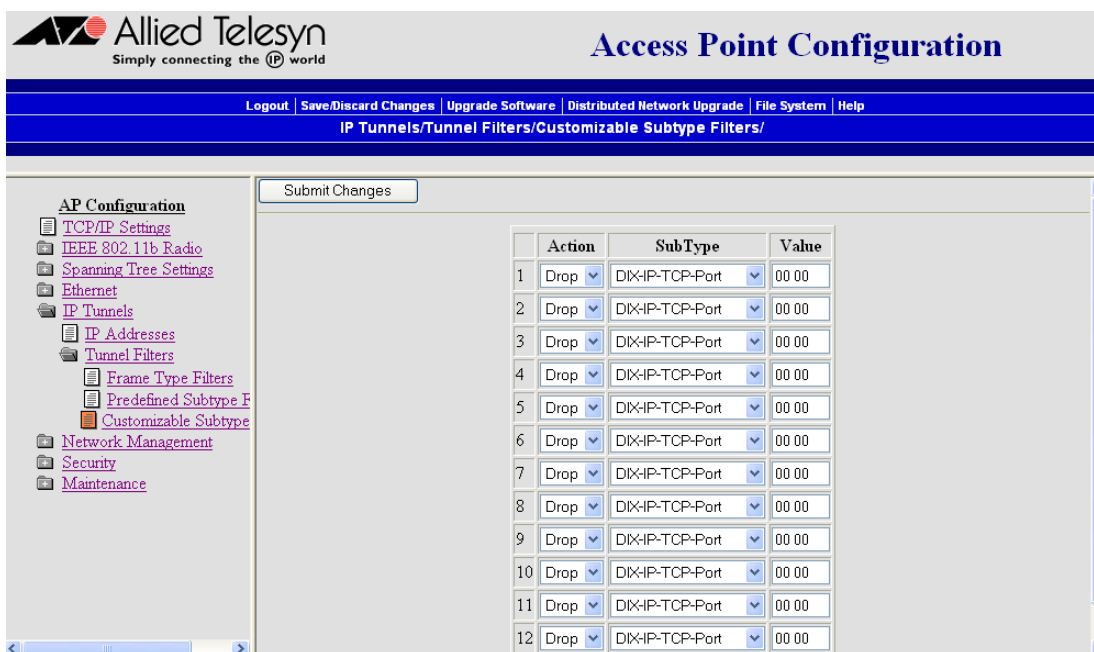 Allied Telesyn
Simply connecting the IP world
Access Point Configuration
Logout | Save/Discard Changes | Upgrade Software | Distributed Network Upgrade | File System | Help
IP Tunnels/Tunnel Filters/Customizable Subtype Filters/
AP Configuration
TCP/IP Settings
IEEE 802.11b Radio
Spanning Tree Settings
Ethernet
IP Tunnels
IP Addresses
Tunnel Filters
Frame Type Filters
Predefined Subtype F
Customizable Subtype
Network Management
Security
Maintenance
Submit Changes
Action SubType Value
1 Drop DIX-IP-TCP-Port 00 00
2 Drop DIX-IP-TCP-Port 00 00
3 Drop DIX-IP-TCP-Port 00 00
4 Drop DIX-IP-TCP-Port 00 00
5 Drop DIX-IP-TCP-Port 00 00
6 Drop DIX-IP-TCP-Port 00 00
7 Drop DIX-IP-TCP-Port 00 00
8 Drop DIX-IP-TCP-Port 00 00
9 Drop DIX-IP-TCP-Port 00 00
10 Drop DIX-IP-TCP-Port 00 00
11 Drop DIX-IP-TCP-Port 00 00
12 Drop DIX-IP-TCP-Port 00 00